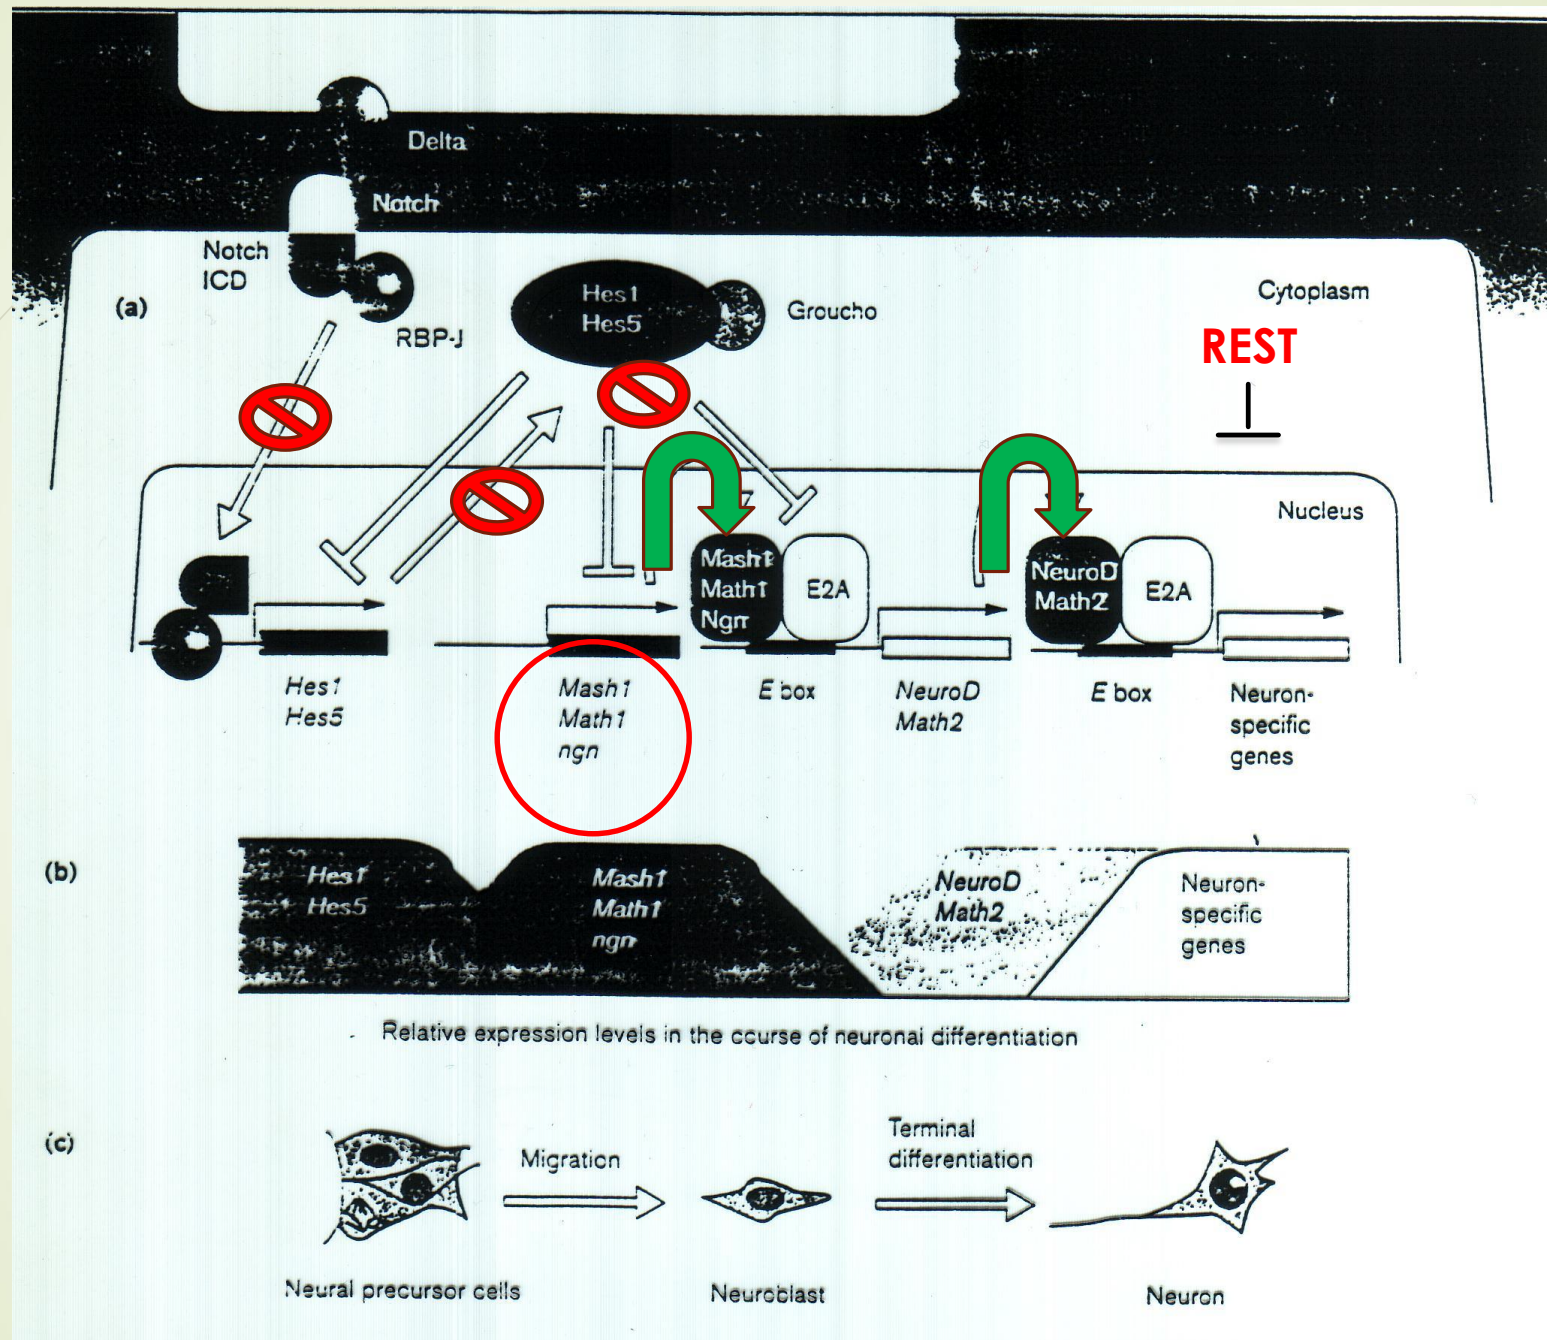 Delta
Notch
Notch
ICD
(a)
RBP-J
Hes1
Hes5
Groucho
Cytoplasm
REST
Nucleus
Mash1
Math1
Ngn
E2A
NeuroD
Math2
E2A
Hes1
Hes5
Mash1
Math1
ngn
E box
NeuroD
Math2
E box
Neuron-
specific
genes
(b)
Hes1
Hes5
Mash1
Math1
ngn
NeuroD
Math2
Neuron-
specific
genes
Relative expression levels in the course of neuronal differentiation
(c)
Migration
Terminal
differentiation
Neural precursor cells
Neuroblast
Neuron